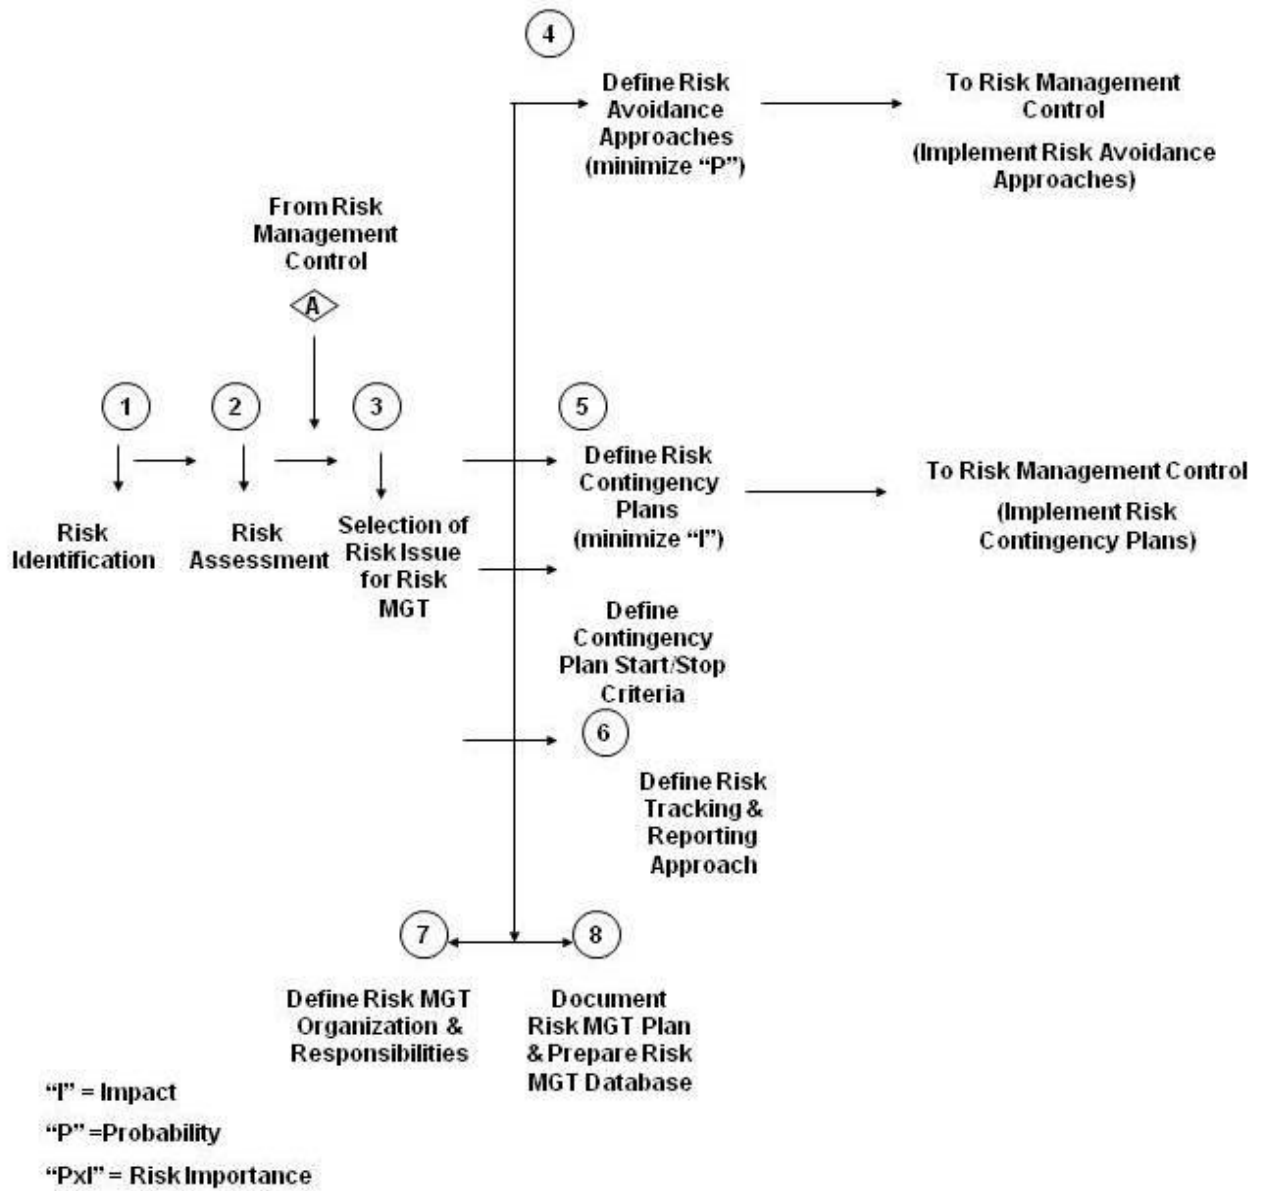 4
Define Risk
Avoidance
Approaches
(minimize “P”)
To Risk Management
Control
(Implement Risk Avoidance
Approaches)
From Risk
Management
Control
A
1
2
3
5
Risk
Identification
Risk
Assessment
Selection of
Risk Issue
for Risk
MGT
Define Risk
Contingency
Plans
(minimize “I”)
To Risk Management Control
(Implement Risk
Contingency Plans)
Define
Contingency
Plan Start/Stop
Criteria
6
Define Risk
Tracking &
Reporting
Approach
7
8
Define Risk MGT
Organization &
Responsibilities
Document
Risk MGT Plan
& Prepare Risk
MGT Database
“I” = Impact
“P” =Probability
“PxI” = Risk Importance